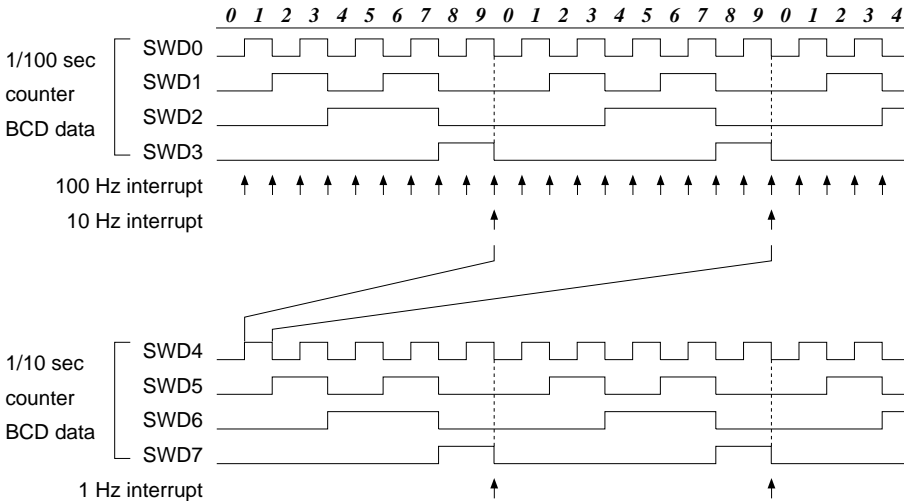 0 1 2 3 4 5 6 7 8 9 0 1 2 3 4 5 6 7 8 9 0 1 2 3 4
1/100 sec
counter
BCD data
SWD0
SWD1
SWD2
SWD3
100 Hz interrupt
10 Hz interrupt
1/10 sec
counter
BCD data
SWD4
SWD5
SWD6
SWD7
1 Hz interrupt